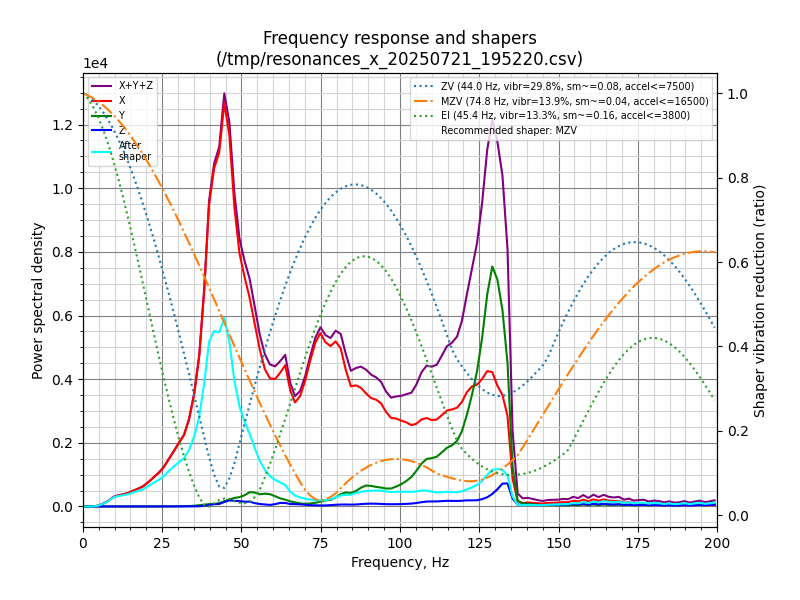 Frequency response and shapers
(/tmp/resonances_x_20250721_195220.csv)
1e4
X+Y+Z
X
Y
Z
After
shaper
ZV (44.0 Hz, vibr=29.8%, sm~=0.08, accel<=7500)
MZV (74.8 Hz, vibr=13.9%, sm~=0.04, accel<=16500)
EI (45.4 Hz, vibr=13.3%, sm~=0.16, accel<=3800)
Recommended shaper: MZV
Power spectral density
1.2
1.0
0.8
0.6
0.4
0.2
0.0
1.0
0.8
0.6
0.4
0.2
0.0
Shaper vibration reduction (ratio)
0 25 50 75 100 125 150 175 200
Frequency, Hz